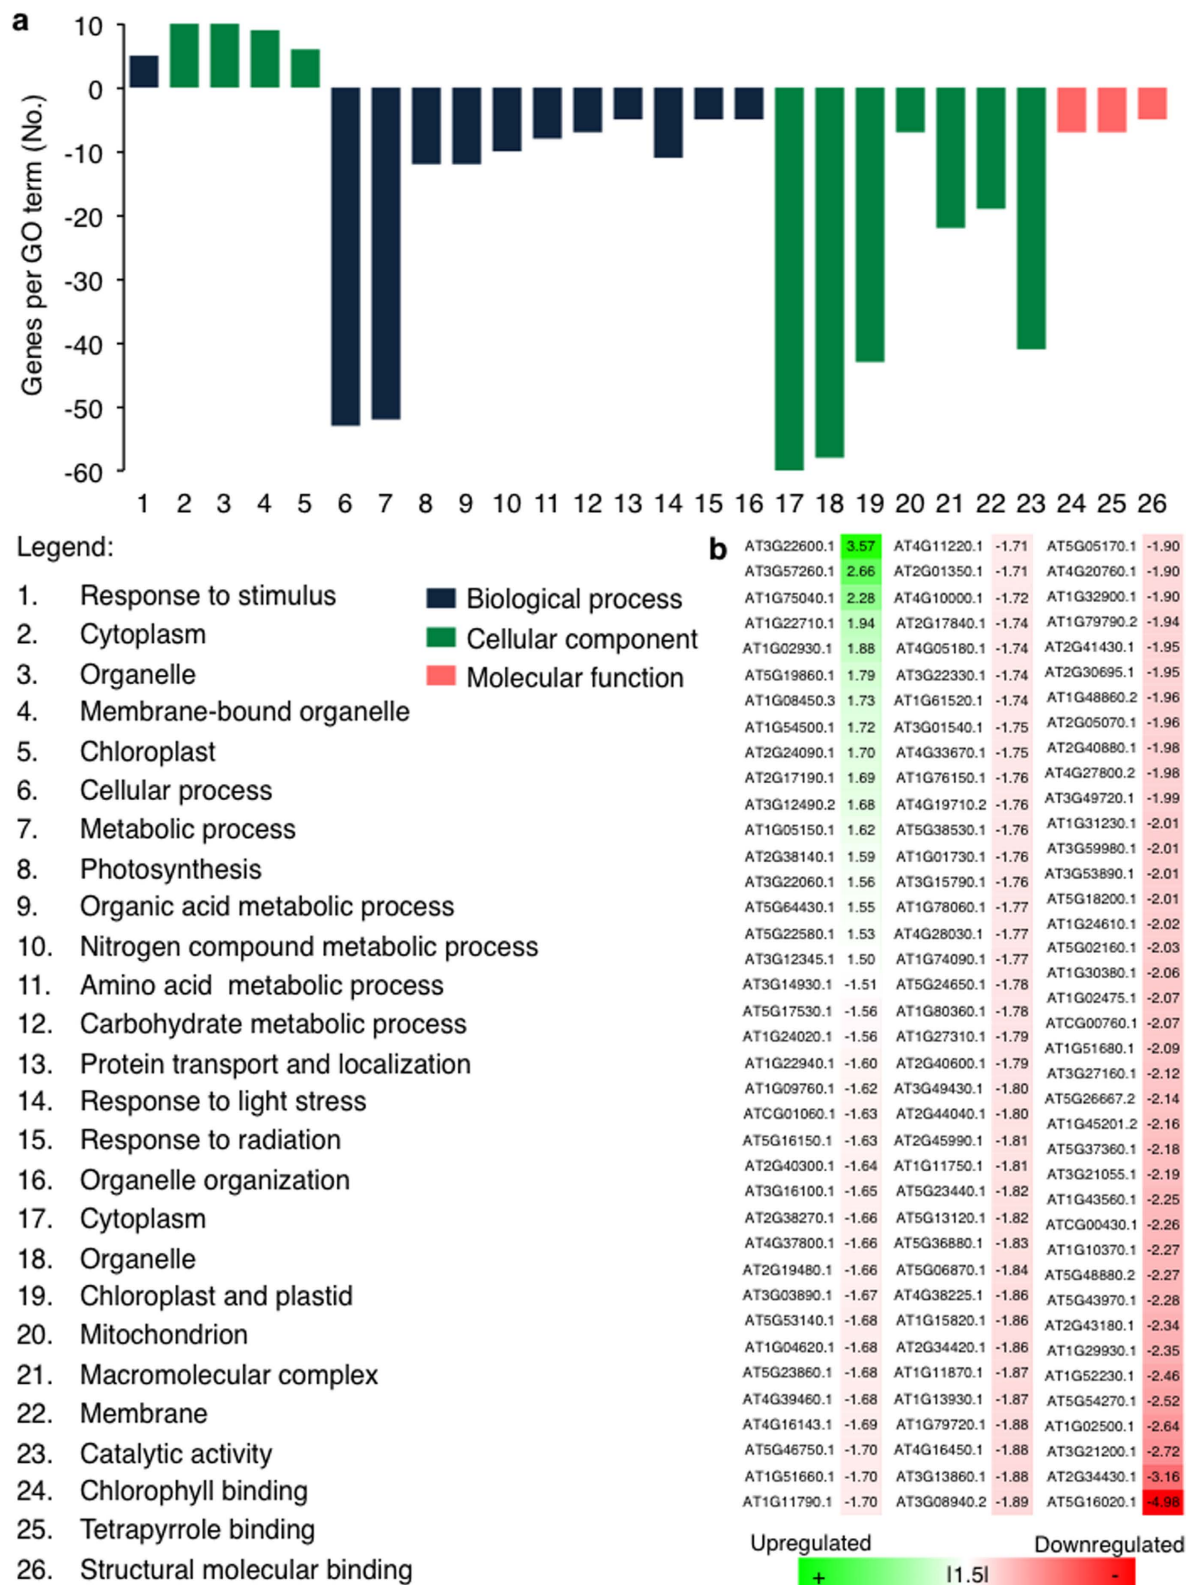 a
Genes per GO term (No.)
10
0
-10
-20
-30
-40
-50
-60
1 2 3 4 5 6 7 8 9 10 11 12 13 14 15 16 17 18 19 20 21 22 23 24 25 26
Legend:
1. Response to stimulus
2. Cytoplasm
3. Organelle
4. Membrane-bound organelle
5. Chloroplast
6. Cellular process
7. Metabolic process
8. Photosynthesis
9. Organic acid metabolic process
10. Nitrogen compound metabolic process
11. Amino acid metabolic process
12. Carbohydrate metabolic process
13. Protein transport and localization
14. Response to light stress
15. Response to radiation
16. Organelle organization
17. Cytoplasm
18. Organelle
19. Chloroplast and plastid
20. Mitochondrion
21. Macromolecular complex
22. Membrane
23. Catalytic activity
24. Chlorophyll binding
25. Tetrapyrrole binding
26. Structural molecular binding
Biological process
Cellular component
Molecular function
b
AT3G22600.1 3.57
AT3G57260.1 2.66
AT1G75040.1 2.28
AT1G22710.1 1.94
AT1G02930.1 1.88
AT5G19860.1 1.79
AT1G08450.3 1.73
AT1G54500.1 1.72
AT2G24090.1 1.70
AT2G17190.1 1.69
AT3G12490.2 1.68
AT1G05150.1 1.62
AT2G38140.1 1.59
AT3G22060.1 1.56
AT5G64430.1 1.55
AT5G22580.1 1.53
AT3G12345.1 1.50
AT3G14930.1 -1.51
AT5G17530.1 -1.56
AT1G24020.1 -1.56
AT1G22940.1 -1.60
AT1G09760.1 -1.62
ATCG01060.1 -1.63
AT5G16150.1 -1.63
AT2G40300.1 -1.64
AT3G16100.1 -1.65
AT2G38270.1 -1.66
AT4G37800.1 -1.66
AT2G19480.1 -1.66
AT3G03890.1 -1.67
AT5G53140.1 -1.68
AT1G04620.1 -1.68
AT5G23860.1 -1.68
AT4G39460.1 -1.68
AT4G16143.1 -1.69
AT5G46750.1 -1.70
AT1G51660.1 -1.70
AT1G11790.1 -1.70
AT4G11220.1 -1.71
AT2G01350.1 -1.71
AT4G10000.1 -1.72
AT2G17840.1 -1.74
AT4G05180.1 -1.74
AT3G22330.1 -1.74
AT1G61520.1 -1.74
AT3G01540.1 -1.75
AT4G33670.1 -1.75
AT1G76150.1 -1.76
AT4G19710.2 -1.76
AT5G38530.1 -1.76
AT1G01730.1 -1.76
AT3G15790.1 -1.76
AT1G78060.1 -1.77
AT4G28030.1 -1.77
AT1G74090.1 -1.77
AT5G24650.1 -1.78
AT1G80360.1 -1.78
AT1G27310.1 -1.79
AT2G40600.1 -1.79
AT3G49430.1 -1.80
AT2G44040.1 -1.80
AT2G45990.1 -1.81
AT1G11750.1 -1.81
AT5G23440.1 -1.82
AT5G13120.1 -1.82
AT5G36880.1 -1.83
AT5G06870.1 -1.84
AT4G38225.1 -1.86
AT1G15820.1 -1.86
AT2G34420.1 -1.86
AT1G11870.1 -1.87
AT1G13930.1 -1.87
AT1G79720.1 -1.88
AT4G16450.1 -1.88
AT3G13860.1 -1.88
AT3G08940.2 -1.89
AT5G05170.1 -1.90
AT4G20760.1 -1.90
AT1G32900.1 -1.90
AT1G79790.2 -1.94
AT2G41430.1 -1.95
AT2G30695.1 -1.95
AT1G48860.2 -1.96
AT2G05070.1 -1.96
AT2G40880.1 -1.98
AT4G27800.2 -1.98
AT3G49720.1 -1.99
AT1G31230.1 -2.01
AT3G59980.1 -2.01
AT3G53890.1 -2.01
AT5G18200.1 -2.01
AT1G24610.1 -2.02
AT5G02160.1 -2.03
AT1G30380.1 -2.06
AT1G02475.1 -2.07
ATCG00760.1 -2.07
AT1G51680.1 -2.09
AT3G27160.1 -2.12
AT5G26667.2 -2.14
AT1G45201.2 -2.16
AT5G37360.1 -2.18
AT3G21055.1 -2.19
AT1G43560.1 -2.25
ATCG00430.1 -2.26
AT1G10370.1 -2.27
AT5G48880.2 -2.27
AT5G43970.1 -2.28
AT2G43180.1 -2.34
AT1G29930.1 -2.35
AT1G52230.1 -2.46
AT5G54270.1 -2.52
AT1G02500.1 -2.64
AT3G21200.1 -2.72
AT2G34430.1 -3.16
AT5G16020.1 -4.98
Upregulated Downregulated
+ |1.5| -